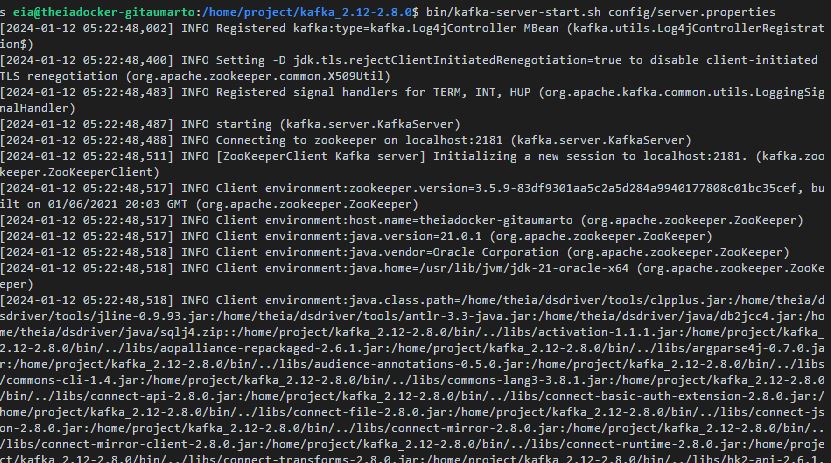 s eia@theiadocker-gitaumarto:/home/project/kafka_2.12-2.8.0$ bin/kafka-server-start.sh config/server.properties
[2024-01-12 05:22:48,002] INFO Registered kafka:type=kafka.Log4jController MBean (kafka.utils.Log4jControllerRegistrat
ion$)
[2024-01-12 05:22:48,400] INFO Setting -D jdk.tls.rejectClientInitiatedRenegotiation=true to disable client-initiated
TLS renegotiation (org.apache.zookeeper.common.X509Util)
[2024-01-12 05:22:48,483] INFO Registered signal handlers for TERM, INT, HUP (org.apache.kafka.common.utils.LoggingSig
nalHandler)
[2024-01-12 05:22:48,487] INFO starting (kafka.server.KafkaServer)
[2024-01-12 05:22:48,488] INFO Connecting to zookeeper on localhost:2181 (kafka.server.KafkaServer)
[2024-01-12 05:22:48,511] INFO [ZooKeeperClient Kafka server] Initializing a new session to localhost:2181. (kafka.zoo
keeper.ZooKeeperClient)
[2024-01-12 05:22:48,517] INFO Client environment:zookeeper.version=3.5.9-83df9301aa5c2a5d284a9940177808c01bc35cef, bu
ilt on 01/06/2021 20:03 GMT (org.apache.zookeeper.ZooKeeper)
[2024-01-12 05:22:48,517] INFO Client environment:host.name=theiadocker-gitaumarto (org.apache.zookeeper.ZooKeeper)
[2024-01-12 05:22:48,517] INFO Client environment:java.version=21.0.1 (org.apache.zookeeper.ZooKeeper)
[2024-01-12 05:22:48,518] INFO Client environment:java.vendor=Oracle Corporation (org.apache.zookeeper.ZooKeeper)
[2024-01-12 05:22:48,518] INFO Client environment:java.home=/usr/lib/jvm/jdk-21-oracle-x64 (org.apache.zookeeper.ZooKe
eper)
[2024-01-12 05:22:48,518] INFO Client environment:java.class.path=/home/theia/dsdriver/tools/clpplus.jar:/home/theia/d
sdriver/tools/jline-0.9.93.jar:/home/theia/dsdriver/tools/antlr-3.3-java.jar:/home/theia/dsdriver/java/db2jcc4.jar:/ho
me/theia/dsdriver/java/sqlj4.zip::/home/project/kafka_2.12-2.8.0/bin/../libs/activation-1.1.1.jar:/home/project/kafka_
2.12-2.8.0/bin/../libs/aopalliance-repackaged-2.6.1.jar:/home/project/kafka_2.12-2.8.0/bin/../libs/argparse4j-0.7.0.ja
r:/home/project/kafka_2.12-2.8.0/bin/../libs/audience-annotations-0.5.0.jar:/home/project/kafka_2.12-2.8.0/bin/../libs
/commons-cli-1.4.jar:/home/project/kafka_2.12-2.8.0/bin/../libs/commons-lang3-3.8.1.jar:/home/project/kafka_2.12-2.8.0
/bin/../libs/connect-api-2.8.0.jar:/home/project/kafka_2.12-2.8.0/bin/../libs/connect-basic-auth-extension-2.8.0.jar:/
home/project/kafka_2.12-2.8.0/bin/../libs/connect-file-2.8.0.jar:/home/project/kafka_2.12-2.8.0/bin/../libs/connect-js
on-2.8.0.jar:/home/project/kafka_2.12-2.8.0/bin/../libs/connect-mirror-2.8.0.jar:/home/project/kafka_2.12-2.8.0/bin/..
/libs/connect-mirror-client-2.8.0.jar:/home/project/kafka_2.12-2.8.0/bin/../libs/connect-runtime-2.8.0.jar:/home/proje
ct/kafka_2.12-2.8.0/bin/../libs/connect-transforms-2.8.0.jar:/home/project/kafka_2.12-2.8.0/bin/../libs/hk2-api-2.6.1.